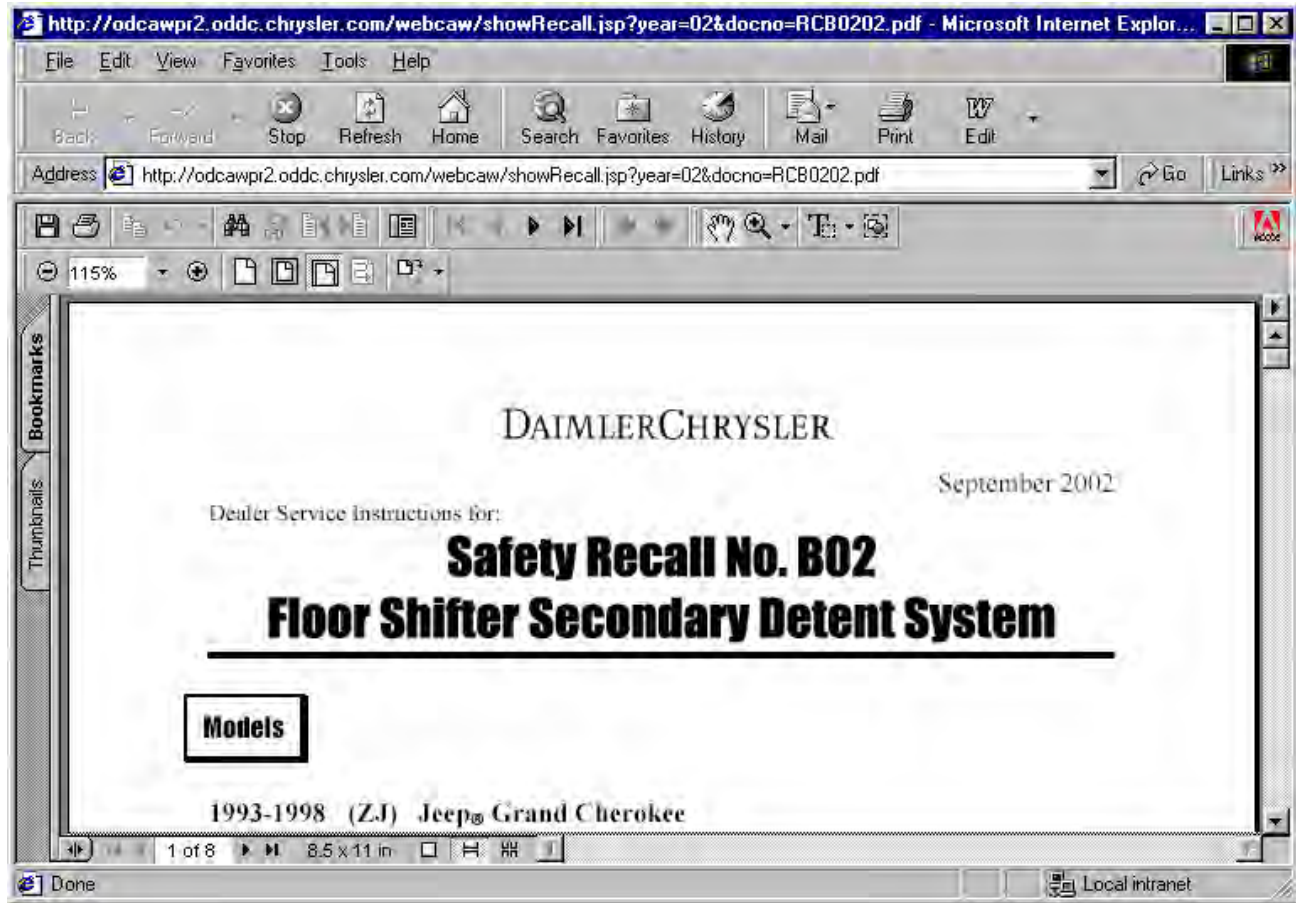 http://odcawpr2.oddc.chrysler.com/webcaw/showRecall.jsp?year=02&docno=RCB0202.pdf - Microsoft Internet Explor...
File Edit View Favorites Tools Help
Back Forward Stop Refresh Home Search Favorites History Mail Print Edit
Address http://odcawpr2.oddc.chrysler.com/webcaw/showRecall.jsp?year=02&docno=RCB0202.pdf Go Links »
Adobe
115%
Bookmarks
Thumbnails
DAIMLERCHRYSLER
September 2002
Dealer Service Instructions for:
Safety Recall No. B02
Floor Shifter Secondary Detent System
Models
1993-1998 (ZJ) Jeep® Grand Cherokee
1 of 8 8.5 x 11 in
Done Local intranet